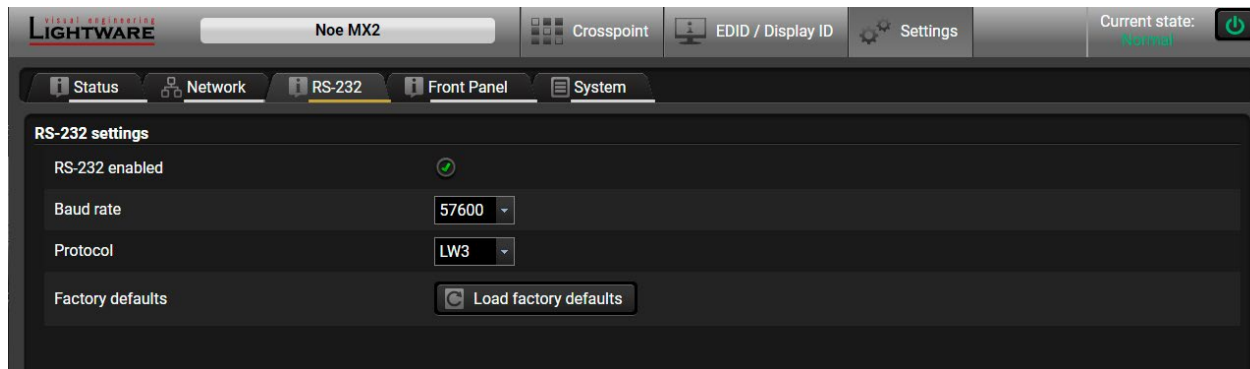 visual engineering
LIGHTWARE
Noe MX2
Crosspoint
EDID / Display ID
Settings
Current state:
Normal
Status
Network
RS-232
Front Panel
System
RS-232 settings
RS-232 enabled
Baud rate
57600
Protocol
LW3
Factory defaults
Load factory defaults